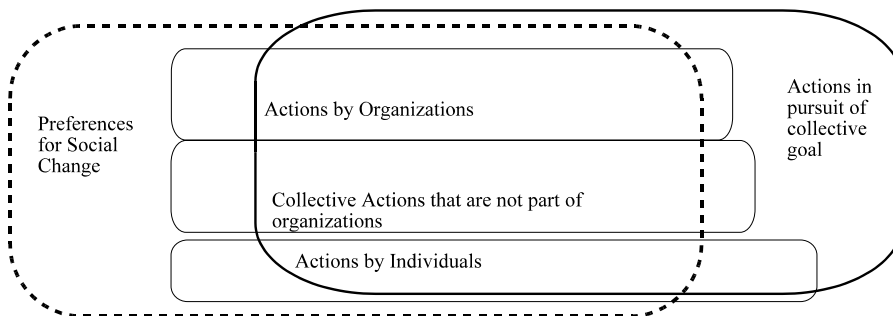 Preferences
for Social
Change
Actions by Organizations
Collective Actions that are not part of
organizations
Actions by Individuals
Actions in
pursuit of
collective
goal